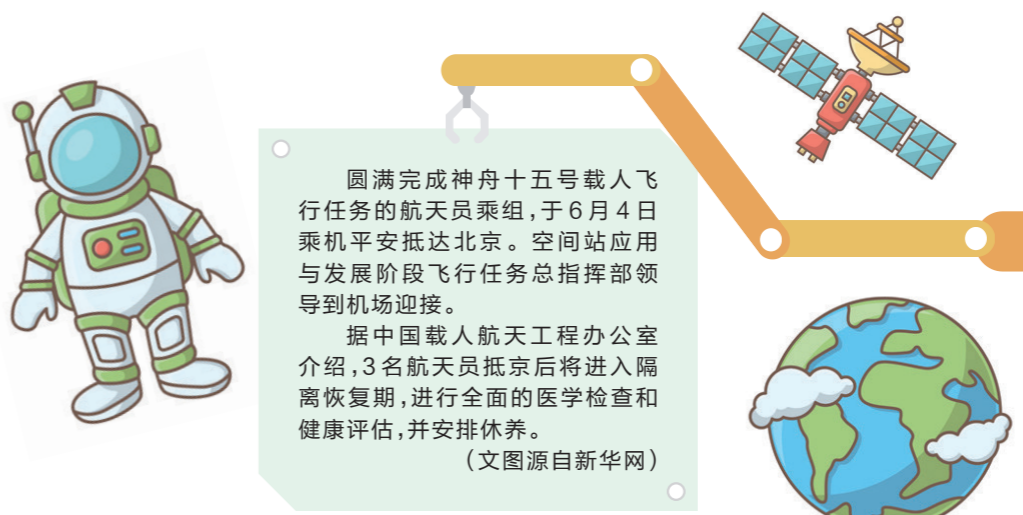 圆满完成神舟十五号载人飞
行任务的航天员乘组,于6月4日
乘机平安抵达北京。空间站应用
与发展阶段飞行任务总指挥部领
导到机场迎接。
据中国载人航天工程办公室
介绍,3名航天员抵京后将进入隔
离恢复期,进行全面的医学检查和
健康评估,并安排休养。
(文图源自新华网)